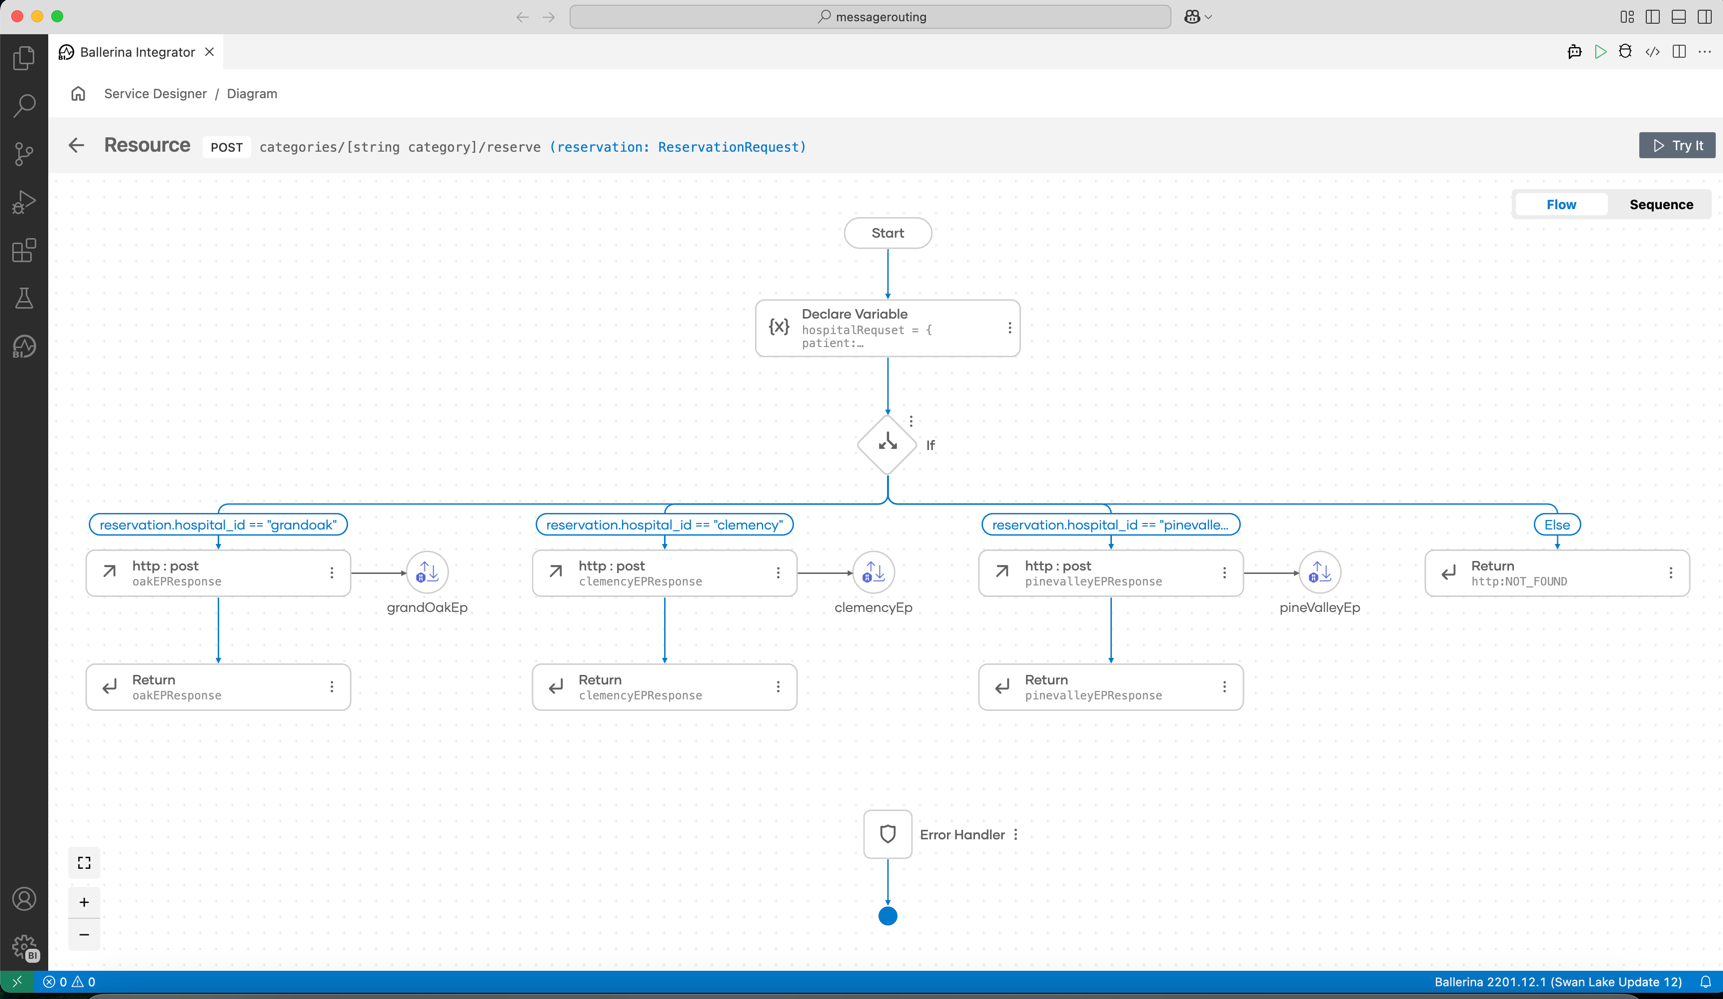 messagerouting
Ballerina Integrator
Service Designer / Diagram
Resource POST categories/[string category]/reserve (reservation: ReservationRequest)
Try It
Flow Sequence
Start
Declare Variable
hospitalRequset = {
patient:…
If
reservation.hospital_id == "grandoak"
reservation.hospital_id == "clemency"
reservation.hospital_id == "pinevalle...
Else
http : post
oakEPResponse
grandOakEp
http : post
clemencyEPResponse
clemencyEp
http : post
pinevalleyEPResponse
pineValleyEp
Return
http:NOT_FOUND
Return
oakEPResponse
Return
clemencyEPResponse
Return
pinevalleyEPResponse
Error Handler
BI
BI
0 0
Ballerina 2201.12.1 (Swan Lake Update 12)